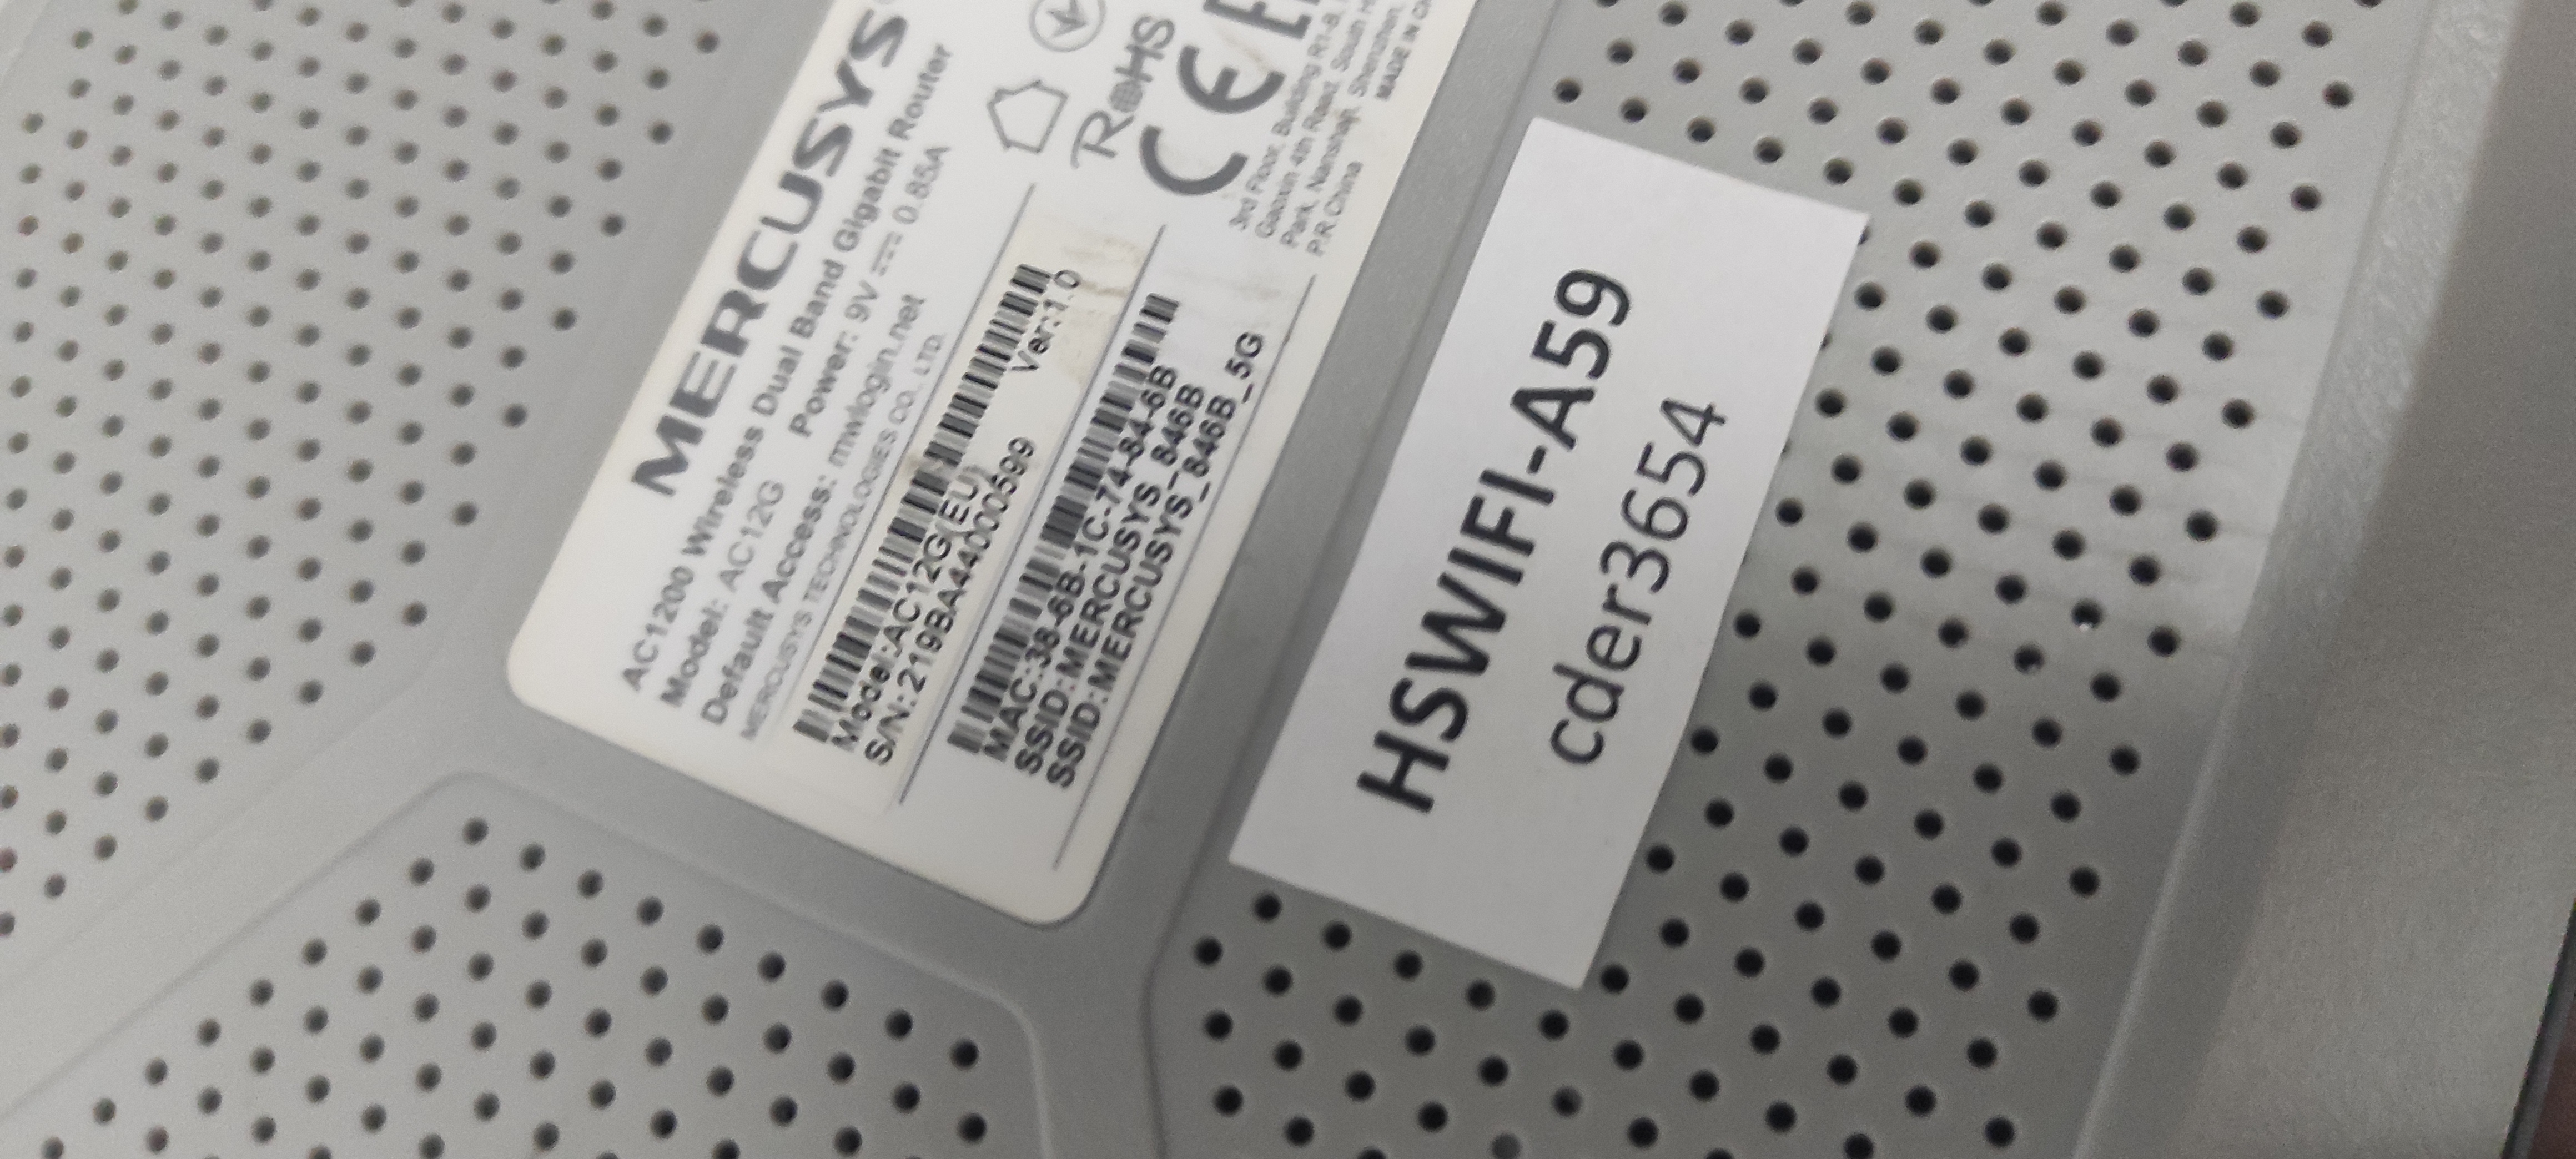 MERCUSYS
AC1200 Wireless Dual Band Gigabit Router
Model: AC12G Power: 9V 0.85A
Default Access: mwlogin.net
MERCUSYS TECHNOLOGIES CO., LTD.
Model:AC12G(EU) Ver:1.0
S/N:219BA44000599
MAC:38-6B-1C-74-84-6B
SSID:MERCUSYS_846B
SSID:MERCUSYS_846B_5G
RoHS
CE
3rd Floor, Building R1-B,
Gaoxin 4th Road, South
Park, Nanshan, Shenzhen,
P.R.China MADE IN
HSWIFI-A59
cder3654